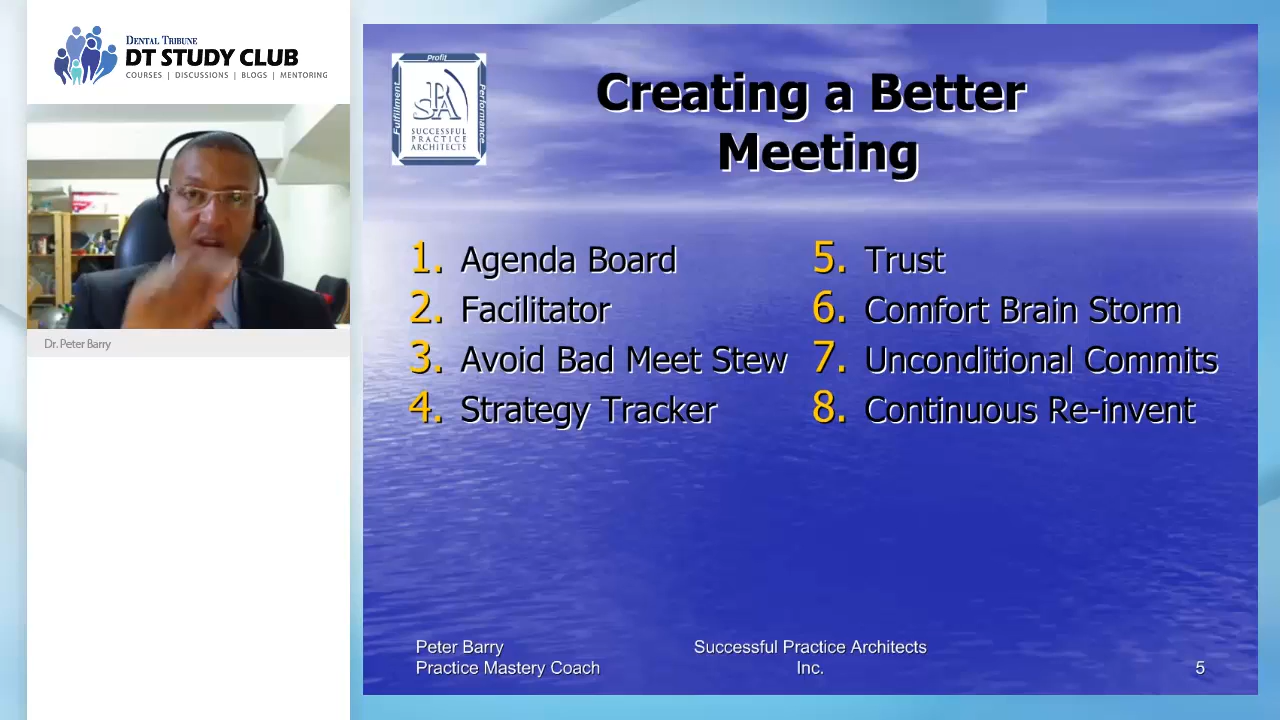 DENTAL TRIBUNE
DT STUDY CLUB
COURSES | DISCUSSIONS | BLOGS | MENTORING
Dr. Peter Barry
Profit
Fulfillment
Performance
PSA
SUCCESSFUL
PRACTICE
ARCHITECTS
Creating a Better
Meeting
1. Agenda Board
2. Facilitator
3. Avoid Bad Meet Stew
4. Strategy Tracker
5. Trust
6. Comfort Brain Storm
7. Unconditional Commits
8. Continuous Re-invent
Peter Barry
Practice Mastery Coach
Successful Practice Architects
Inc.
5